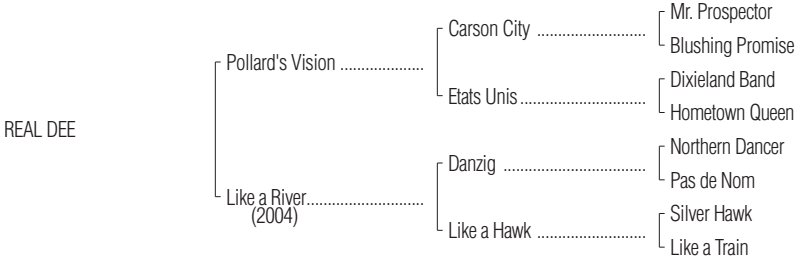 Mr. Prospector
Carson City ..........................
Blushing Promise
Pollard's Vision ....................
Dixieland Band
Etats Unis..............................
Hometown Queen
REAL DEE
Northern Dancer
Danzig ..................................
Pas de Nom
Like a River............................
(2004)
Silver Hawk
Like a Hawk ..........................
Like a Train